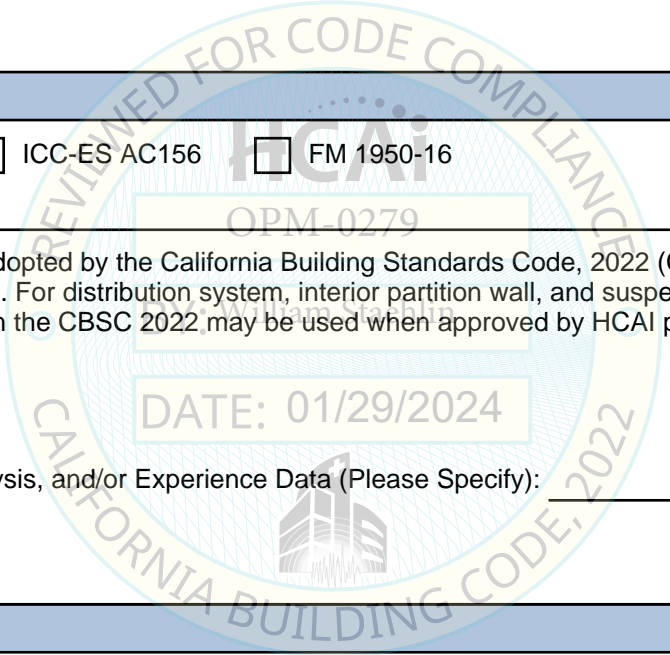 REVIEWED FOR CODE COMPLIANCE
HCAi
ICC-ES AC156 FM 1950-16
OPM-0279
dopted by the California Building Standards Code, 2022 (
. For distribution system, interior partition wall, and suspe
n the CBSC 2022 may be used when approved by HCAI p
BY: William Staehlin
DATE: 01/29/2024
ysis, and/or Experience Data (Please Specify):
CALIFORNIA BUILDING CODE, 2022